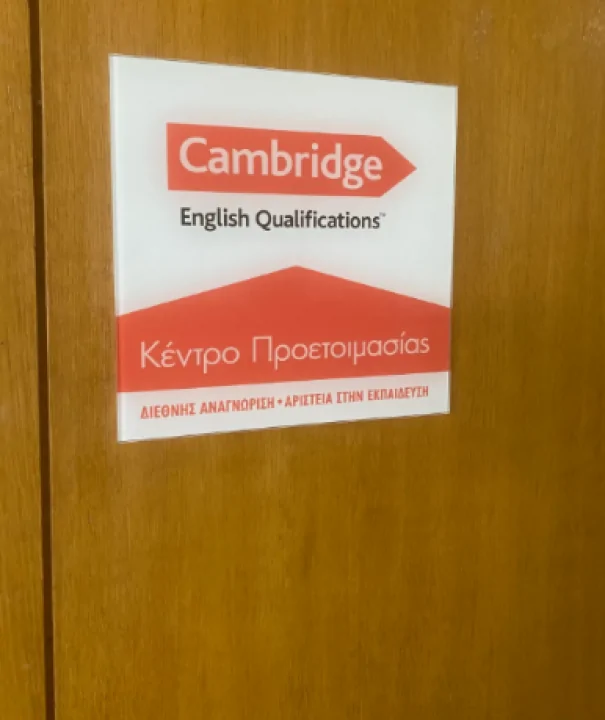 Cambridge
English Qualifications™
Κέντρο Προετοιμασίας
ΔΙΕΘΝΗΣ ΑΝΑΓΝΩΡΙΣΗ • ΑΡΙΣΤΕΙΑ ΣΤΗΝ ΕΚΠΑΙΔΕΥΣΗ